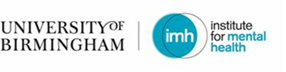 UNIVERSITY OF
BIRMINGHAM
imh
institute
for mental
health